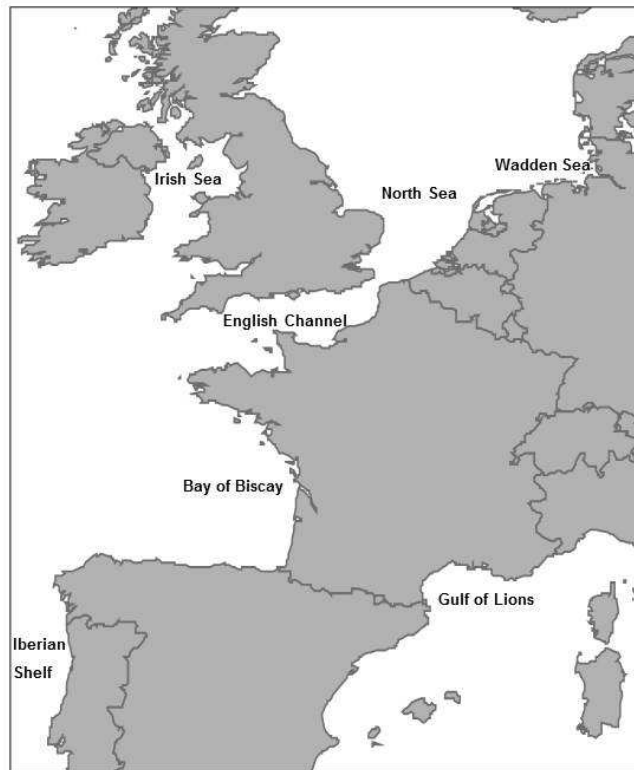 Wadden Sea
Irish Sea
North Sea
English Channel
Bay of Biscay
Gulf of Lions
Iberian
Shelf